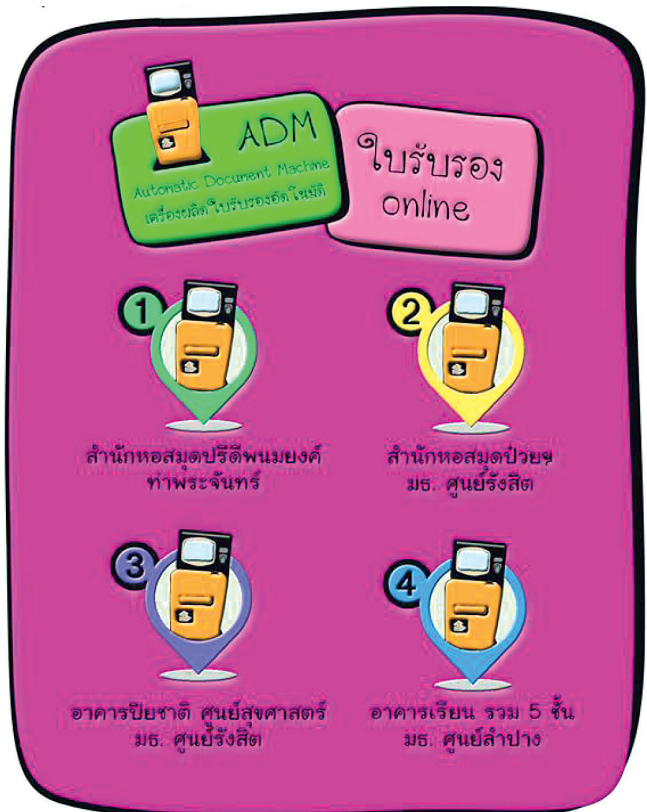 ADM
Automatic Document Machine
เครื่องผลิตใบรับรองอัตโนมัติ
ใบรับรอง
online
1
สำนักหอสมุดปรีดีพนมยงค์
ท่าพระจันทร์
2
สำนักหอสมุดป๋วยฯ
มธ. ศูนย์รังสิต
3
อาคารปิยชาติ ศูนย์สุขศาสตร์
มธ. ศูนย์รังสิต
4
อาคารเรียน รวม 5 ชั้น
มธ. ศูนย์ลำปาง